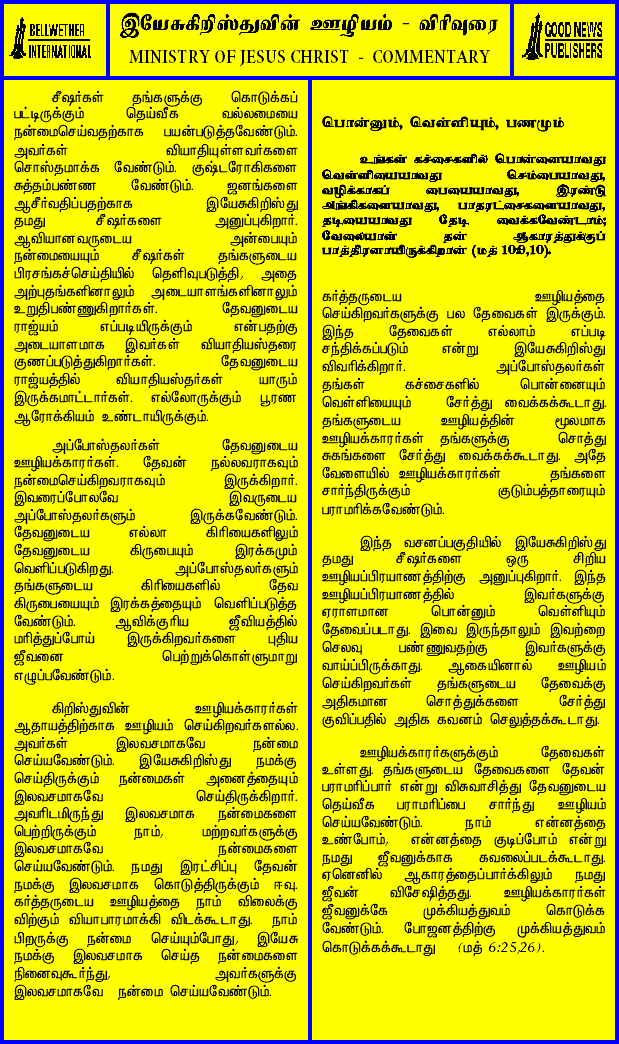 BELLWETHER
INTERNATIONAL
இயேசுகிறிஸ்துவின் ஊழியம் - விரிவுரை
MINISTRY OF JESUS CHRIST - COMMENTARY
GOOD NEWS
PUBLISHERS
சீஷர்கள் தங்களுக்கு கொடுக்கப்
பட்டிருக்கும் தெய்வீக வல்லமையை
நன்மைசெய்வதற்காக பயன்படுத்தவேண்டும்.
அவர்கள் வியாதியுள்ளவர்களை
சொஸ்தமாக்க வேண்டும். குஷ்டரோகிகளை
சுத்தம்பண்ண வேண்டும். ஜனங்களை
ஆசீர்வதிப்பதற்காக இயேசுகிறிஸ்து
தமது சீஷர்களை அனுப்புகிறார்.
ஆவியானவருடைய அன்பையும்
நன்மையையும் சீஷர்கள் தங்களுடைய
பிரசங்கச்செய்தியில் தெளிவுபடுத்தி, அதை
அற்புதங்களினாலும் அடையாளங்களினாலும்
உறுதிபண்ணுகிறார்கள். தேவனுடைய
ராஜ்யம் எப்படியிருக்கும் என்பதற்கு
அடையாளமாக இவர்கள் வியாதியஸ்தரை
குணப்படுத்துகிறார்கள். தேவனுடைய
ராஜ்யத்தில் வியாதியஸ்தர்கள் யாரும்
இருக்கமாட்டார்கள். எல்லோருக்கும் பூரண
ஆரோக்கியம் உண்டாயிருக்கும்.
அப்போஸ்தலர்கள் தேவனுடைய
ஊழியக்காரர்கள். தேவன் நல்லவராகவும்
நன்மைசெய்கிறவராகவும் இருக்கிறார்.
இவரைப்போலவே இவருடைய
அப்போஸ்தலர்களும் இருக்கவேண்டும்.
தேவனுடைய எல்லா கிரியைகளிலும்
தேவனுடைய கிருபையும் இரக்கமும்
வெளிப்படுகிறது. அப்போஸ்தலர்களும்
தங்களுடைய கிரியைகளில் தேவ
கிருபையையும் இரக்கத்தையும் வெளிப்படுத்த
வேண்டும். ஆவிக்குரிய ஜீவியத்தில்
மரித்துப்போய் இருக்கிறவர்களை புதிய
ஜீவனை பெற்றுக்கொள்ளுமாறு
எழுப்பவேண்டும்.
கிறிஸ்துவின் ஊழியக்காரர்கள்
ஆதாயத்திற்காக ஊழியம் செய்கிறவர்களல்ல.
அவர்கள் இலவசமாகவே நன்மை
செய்யவேண்டும். இயேசுகிறிஸ்து நமக்கு
செய்திருக்கும் நன்மைகள் அனைத்தையும்
இலவசமாகவே செய்திருக்கிறார்.
அவரிடமிருந்து இலவசமாக நன்மைகளை
பெற்றிருக்கும் நாம், மற்றவர்களுக்கு
இலவசமாகவே நன்மைகளை
செய்யவேண்டும். நமது இரட்சிப்பு தேவன்
நமக்கு இலவசமாக கொடுத்திருக்கும் ஈவு.
கர்த்தருடைய ஊழியத்தை நாம் விலைக்கு
விற்கும் வியாபாரமாக்கி விடக்கூடாது. நாம்
பிறருக்கு நன்மை செய்யும்போது, இயேசு
நமக்கு இலவசமாக செய்த நன்மைகளை
நினைவுகூர்ந்து, அவர்களுக்கு
இலவசமாகவே நன்மை செய்யவேண்டும்.
பொன்னும், வெள்ளியும், பணமும்
உங்கள் கச்சைகளில் பொன்னையாவது
வெள்ளியையாவது செம்பையாவது,
வழிக்காகப் பையையாவது, இரண்டு
அங்கிகளையாவது, பாதரட்சைகளையாவது,
தடியையாவது தேடி வைக்கவேண்டாம்;
வேலையாள் தன் ஆகாரத்துக்குப்
பாத்திரனாயிருக்கிறான் (மத் 10:9,10).
கர்த்தருடைய ஊழியத்தை
செய்கிறவர்களுக்கு பல தேவைகள் இருக்கும்.
இந்த தேவைகள் எல்லாம் எப்படி
சந்திக்கப்படும் என்று இயேசுகிறிஸ்து
விவரிக்கிறார். அப்போஸ்தலர்கள்
தங்கள் கச்சைகளில் பொன்னையும்
வெள்ளியையும் சேர்த்து வைக்கக்கூடாது.
தங்களுடைய ஊழியத்தின் மூலமாக
ஊழியக்காரர்கள் தங்களுக்கு சொத்து
சுகங்களை சேர்த்து வைக்கக்கூடாது. அதே
வேளையில் ஊழியக்காரர்கள் தங்களை
சார்ந்திருக்கும் குடும்பத்தாரையும்
பராமரிக்கவேண்டும்.
இந்த வசனப்பகுதியில் இயேசுகிறிஸ்து
தமது சீஷர்களை ஒரு சிறிய
ஊழியப்பிரயாணத்திற்கு அனுப்புகிறார். இந்த
ஊழியப்பிரயாணத்தில் இவர்களுக்கு
ஏராளமான பொன்னும் வெள்ளியும்
தேவைப்படாது. இவை இருந்தாலும் இவற்றை
செலவு பண்ணுவதற்கு இவர்களுக்கு
வாய்ப்பிருக்காது. ஆகையினால் ஊழியம்
செய்கிறவர்கள் தங்களுடைய தேவைக்கு
அதிகமான சொத்துக்களை சேர்த்து
குவிப்பதில் அதிக கவனம் செலுத்தக்கூடாது.
ஊழியக்காரர்களுக்கும் தேவைகள்
உள்ளது. தங்களுடைய தேவைகளை தேவன்
பராமரிப்பார் என்று விசுவாசித்து தேவனுடைய
தெய்வீக பராமரிப்பை சார்ந்து ஊழியம்
செய்யவேண்டும். நாம் என்னத்தை
உண்போம், என்னத்தை குடிப்போம் என்று
நமது ஜீவனுக்காக கவலைப்படக்கூடாது.
ஏனெனில் ஆகாரத்தைப்பார்க்கிலும் நமது
ஜீவன் விசேஷித்தது. ஊழியக்காரர்கள்
ஜீவனுக்கே முக்கியத்துவம் கொடுக்க
வேண்டும். போஜனத்திற்கு முக்கியத்துவம்
கொடுக்கக்கூடாது (மத் 6:25,26).